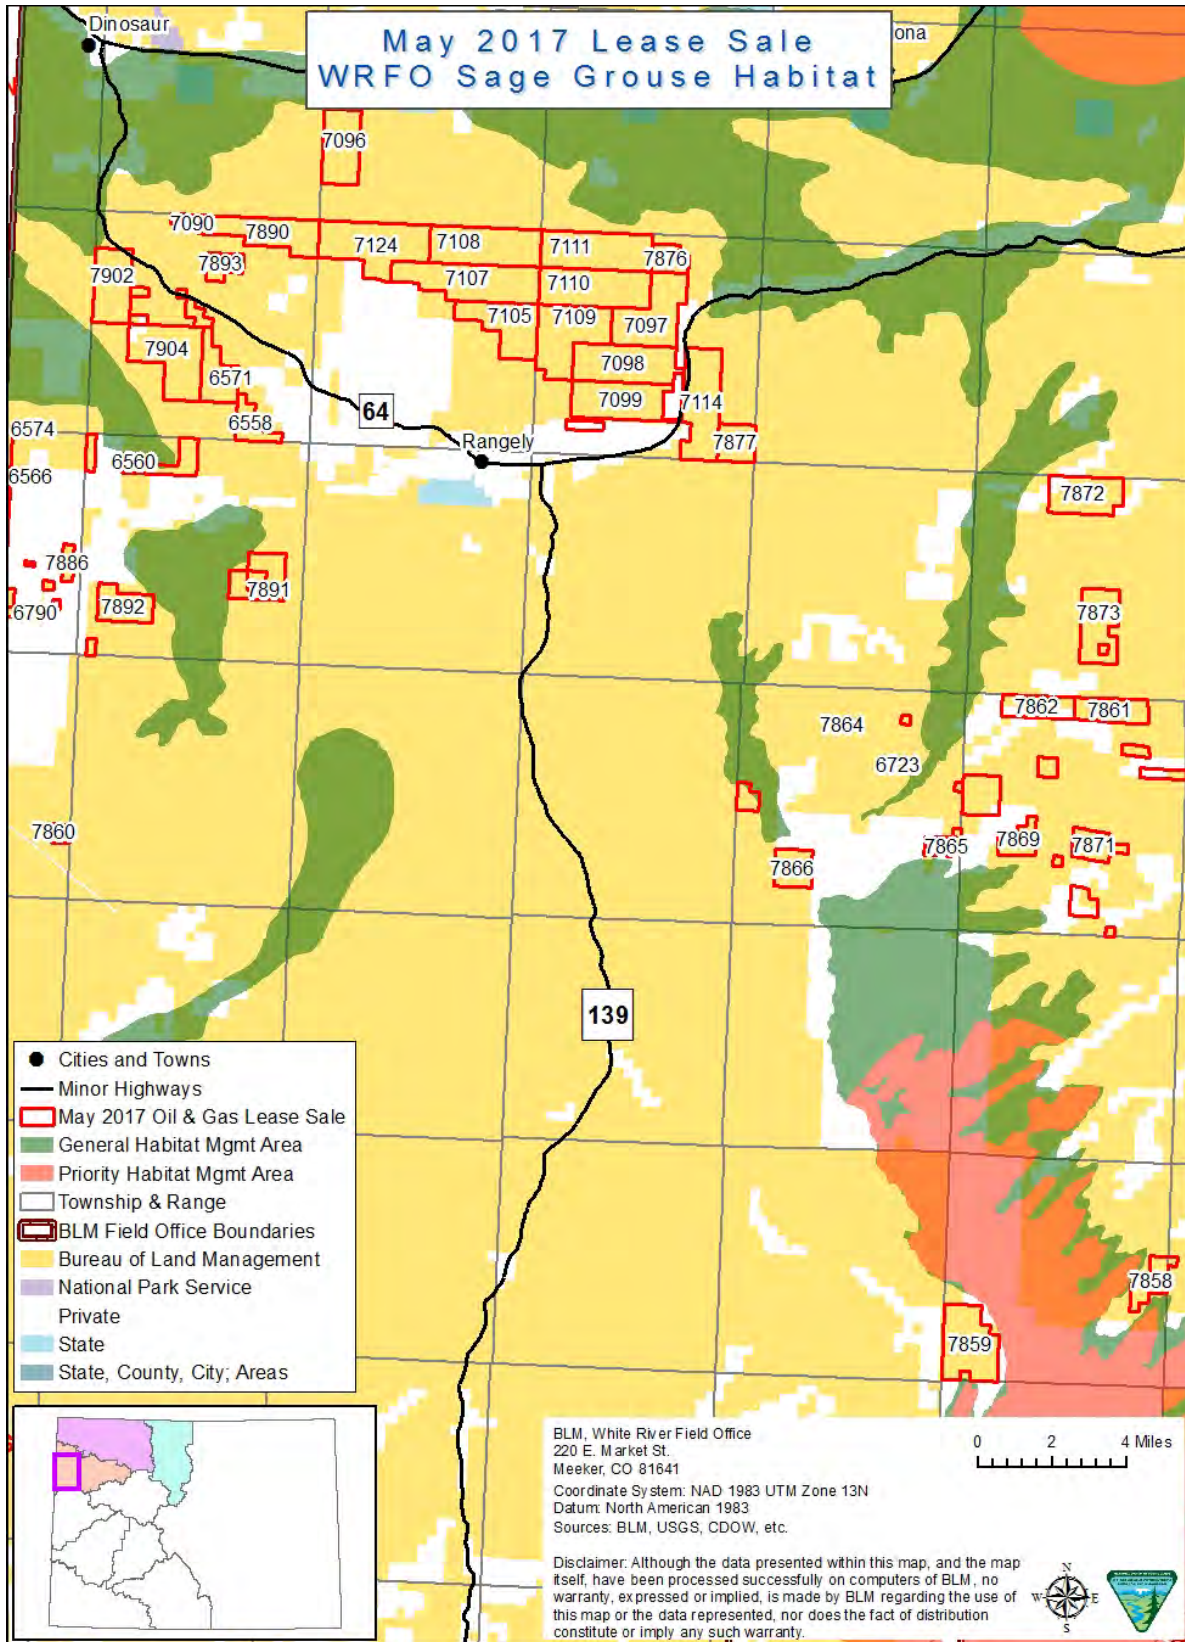 Dinosaur
May 2017 Lease Sale
WRFO Sage Grouse Habitat
ona
7096
7090
7890
7124
7108
7111
7876
7902
7893
7107
7110
7105
7109
7097
7904
7098
6571
7099
7114
64
6558
Rangely
7877
6574
6560
6566
7872
7886
7891
7892
6790
7873
7862
7861
7864
6723
7860
7865
7869
7871
7866
139
7858
7859
Cities and Towns
Minor Highways
May 2017 Oil & Gas Lease Sale
General Habitat Mgmt Area
Priority Habitat Mgmt Area
Township & Range
BLM Field Office Boundaries
Bureau of Land Management
National Park Service
Private
State
State, County, City; Areas
BLM, White River Field Office
220 E. Market St.
Meeker, CO 81641
Coordinate System: NAD 1983 UTM Zone 13N
Datum: North American 1983
Sources: BLM, USGS, CDOW, etc.
0 2 4 Miles
Disclaimer: Although the data presented within this map, and the map
itself, have been processed successfully on computers of BLM, no
warranty, expressed or implied, is made by BLM regarding the use of
this map or the data represented, nor does the fact of distribution
constitute or imply any such warranty.
N
W E
S